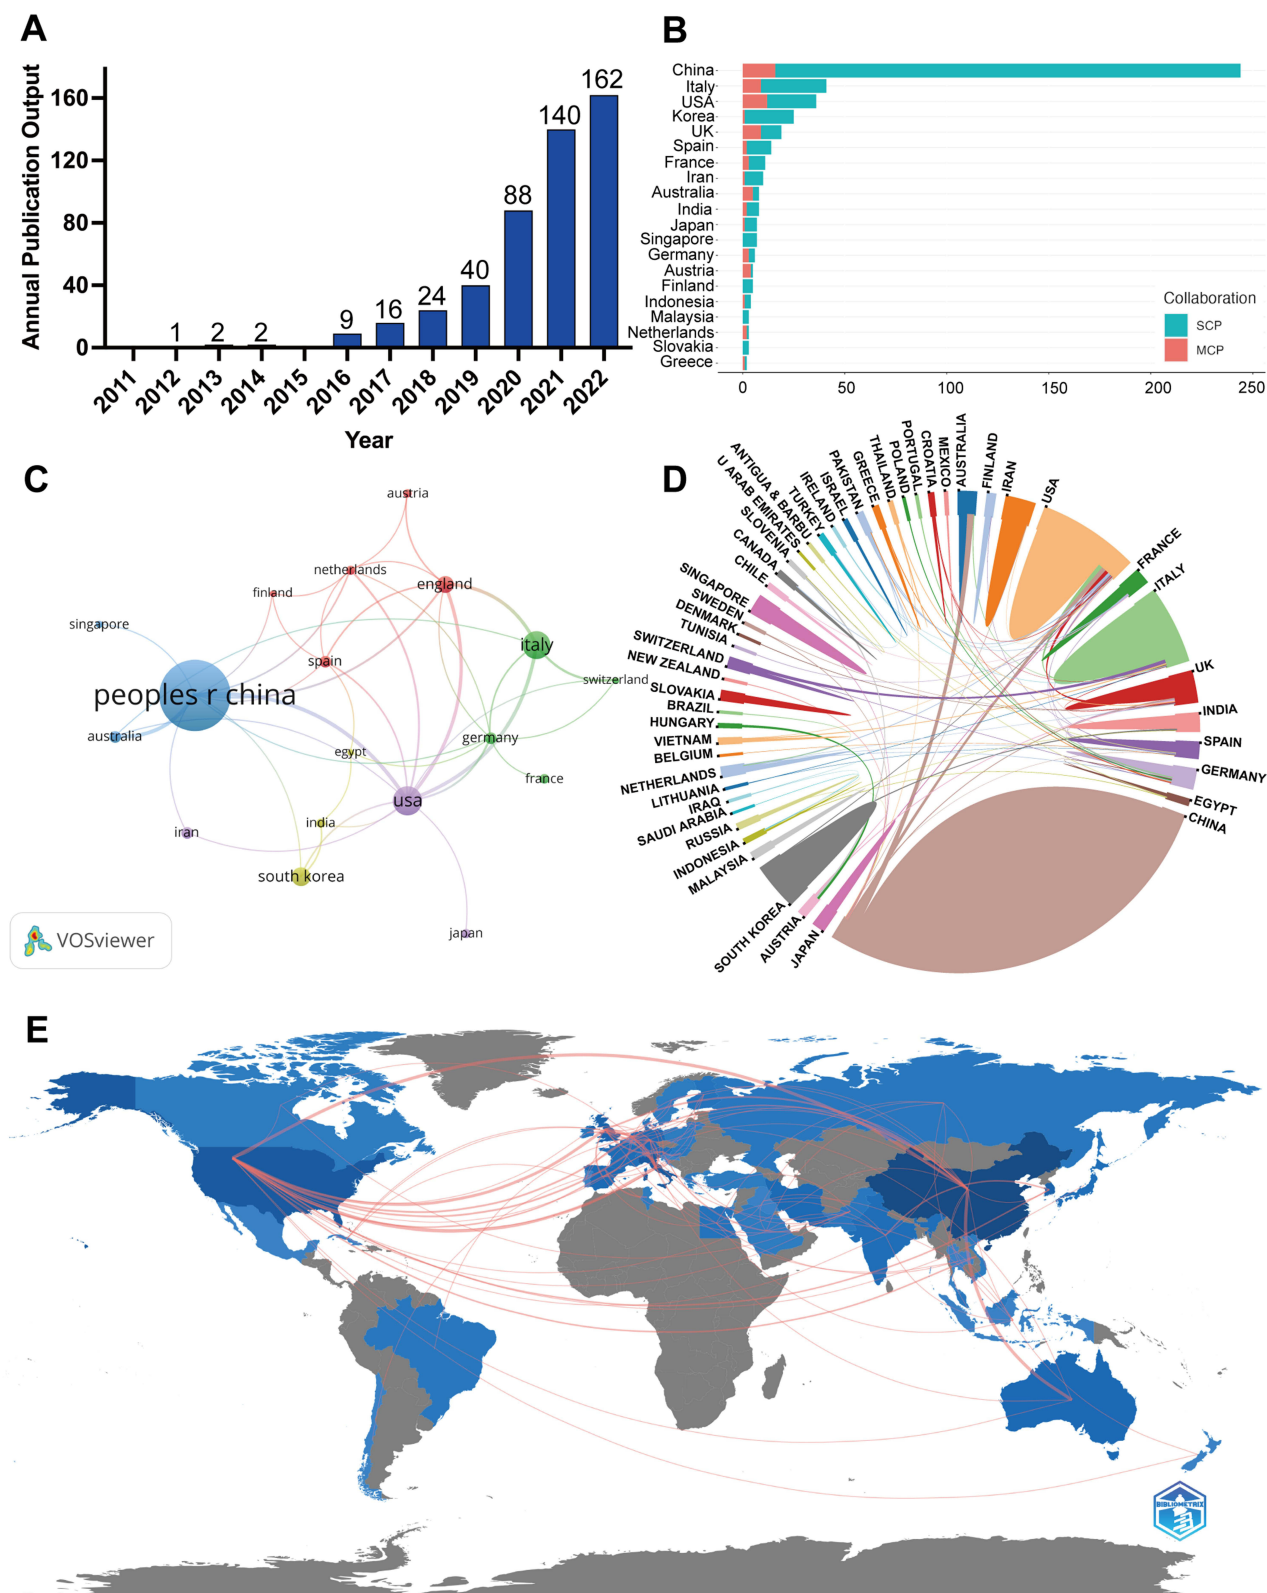 A
Annual Publication Output
160
120
80
40
0
1
2
2
9
16
24
40
88
140
162
2011
2012
2013
2014
2015
2016
2017
2018
2019
2020
2021
2022
Year
B
China
Italy
USA
Korea
UK
Spain
France
Iran
Australia
India
Japan
Singapore
Germany
Austria
Finland
Indonesia
Malaysia
Netherlands
Slovakia
Greece
0
50
100
150
200
250
Collaboration
SCP
MCP
C
austria
netherlands
england
finland
singapore
italy
spain
switzerland
peoples r china
australia
germany
egypt
france
usa
iran
india
south korea
japan
VOSviewer
D
AUSTRALIA
FINLAND
IRAN
USA
FRANCE
ITALY
UK
INDIA
SPAIN
GERMANY
EGYPT
CHINA
JAPAN
AUSTRIA
SOUTH KOREA
MALAYSIA
INDONESIA
RUSSIA
SAUDI ARABIA
IRAQ
LITHUANIA
NETHERLANDS
BELGIUM
VIETNAM
HUNGARY
BRAZIL
SLOVAKIA
NEW ZEALAND
SWITZERLAND
TUNISIA
DENMARK
SWEDEN
SINGAPORE
CHILE
CANADA
SLOVENIA
U ARAB EMIRATES
ANTIGUA & BARBU
TURKEY
IRELAND
ISRAEL
PAKISTAN
GREECE
THAILAND
POLAND
PORTUGAL
CROATIA
MEXICO
E
BIBLIOMETRIX